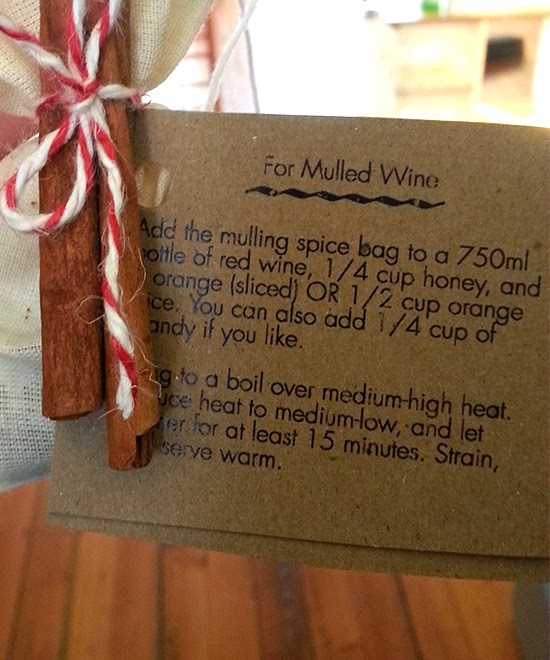 For Mulled Wine
Add the mulling spice bag to a 750ml
bottle of red wine, 1/4 cup honey, and
orange (sliced) OR 1/2 cup orange
You can also add 1/4 cup of
if you like.
to a boil over medium-high heat.
heat to medium-low, and let
for at least 15 minutes. Strain,
serve warm.